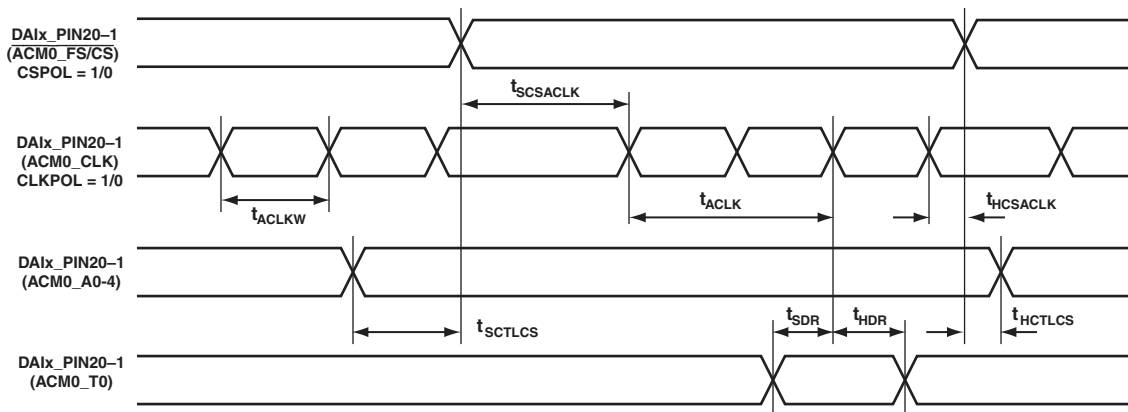 DAIx_PIN20–1
(ACM0_FS/CS)
CSPOL = 1/0
tSCSACLK
DAIx_PIN20–1
(ACM0_CLK)
CLKPOL = 1/0
tACLKW
tACLK
tHCSACLK
DAIx_PIN20–1
(ACM0_A0-4)
tSCTLCS
tSDR
tHDR
tHCTLCS
DAIx_PIN20–1
(ACM0_T0)